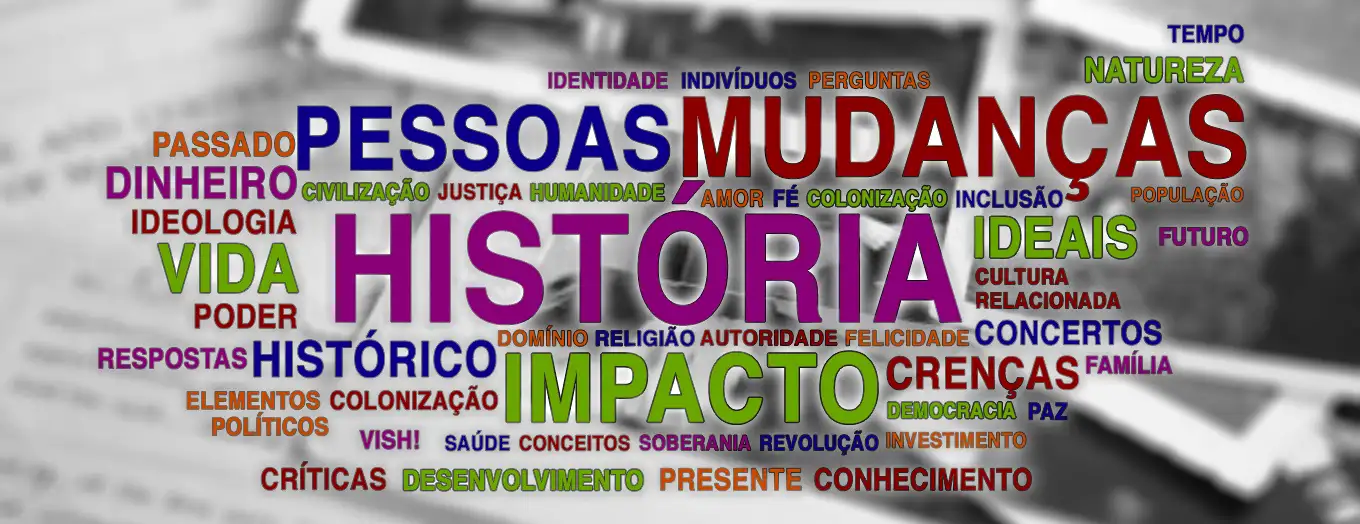 TEMPO
NATUREZA
IDENTIDADE INDIVÍDUOS PERGUNTAS
PESSOAS MUDANÇAS
PASSADO
DINHEIRO
CIVILIZAÇÃO JUSTIÇA HUMANIDADE AMOR FÉ COLONIZAÇÃO INCLUSÃO POPULAÇÃO
IDEOLOGIA
HISTÓRIA
IDEAIS FUTURO
VIDA
CULTURA
RELACIONADA
PODER
DOMÍNIO RELIGIÃO AUTORIDADE FELICIDADE CONCERTOS
RESPOSTAS HISTÓRICO
IMPACTO
CRENÇAS FAMÍLIA
ELEMENTOS COLONIZAÇÃO
POLÍTICOS
DEMOCRACIA PAZ
VISH! SAÚDE CONCEITOS SOBERANIA REVOLUÇÃO INVESTIMENTO
CRÍTICAS DESENVOLVIMENTO PRESENTE CONHECIMENTO